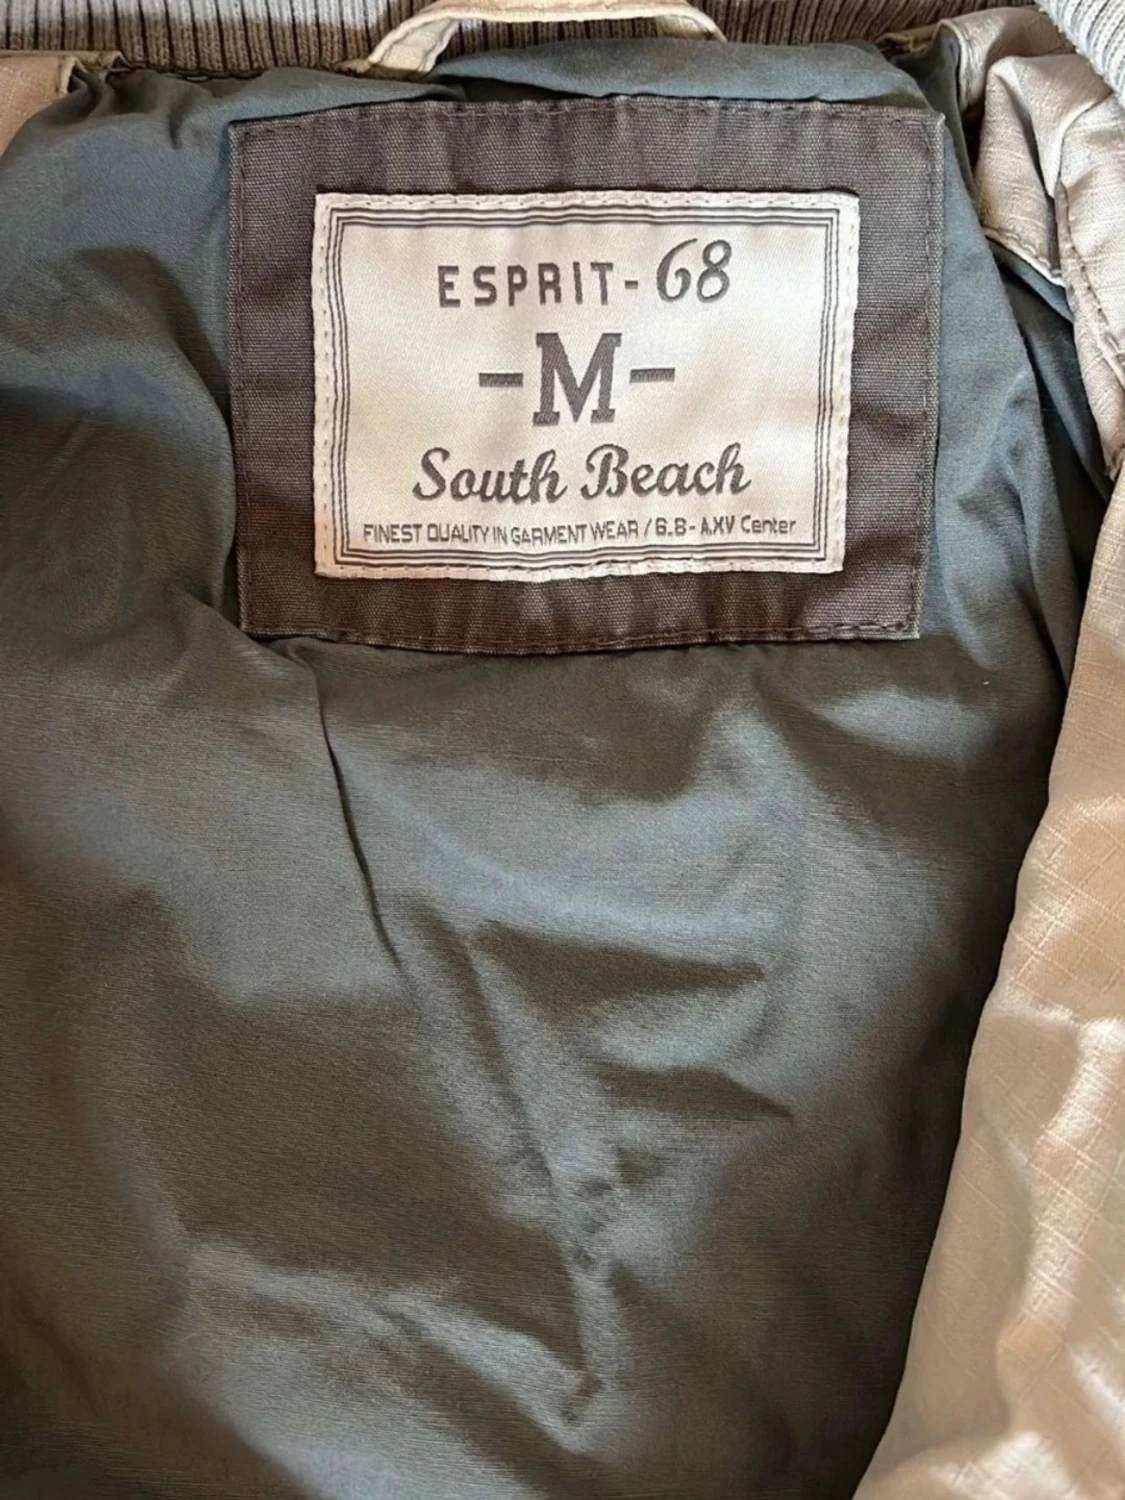 ESPRIT-68
-M-
South Beach
FINEST QUALITY IN GARMENT WEAR / 6.8 - A.XV Center